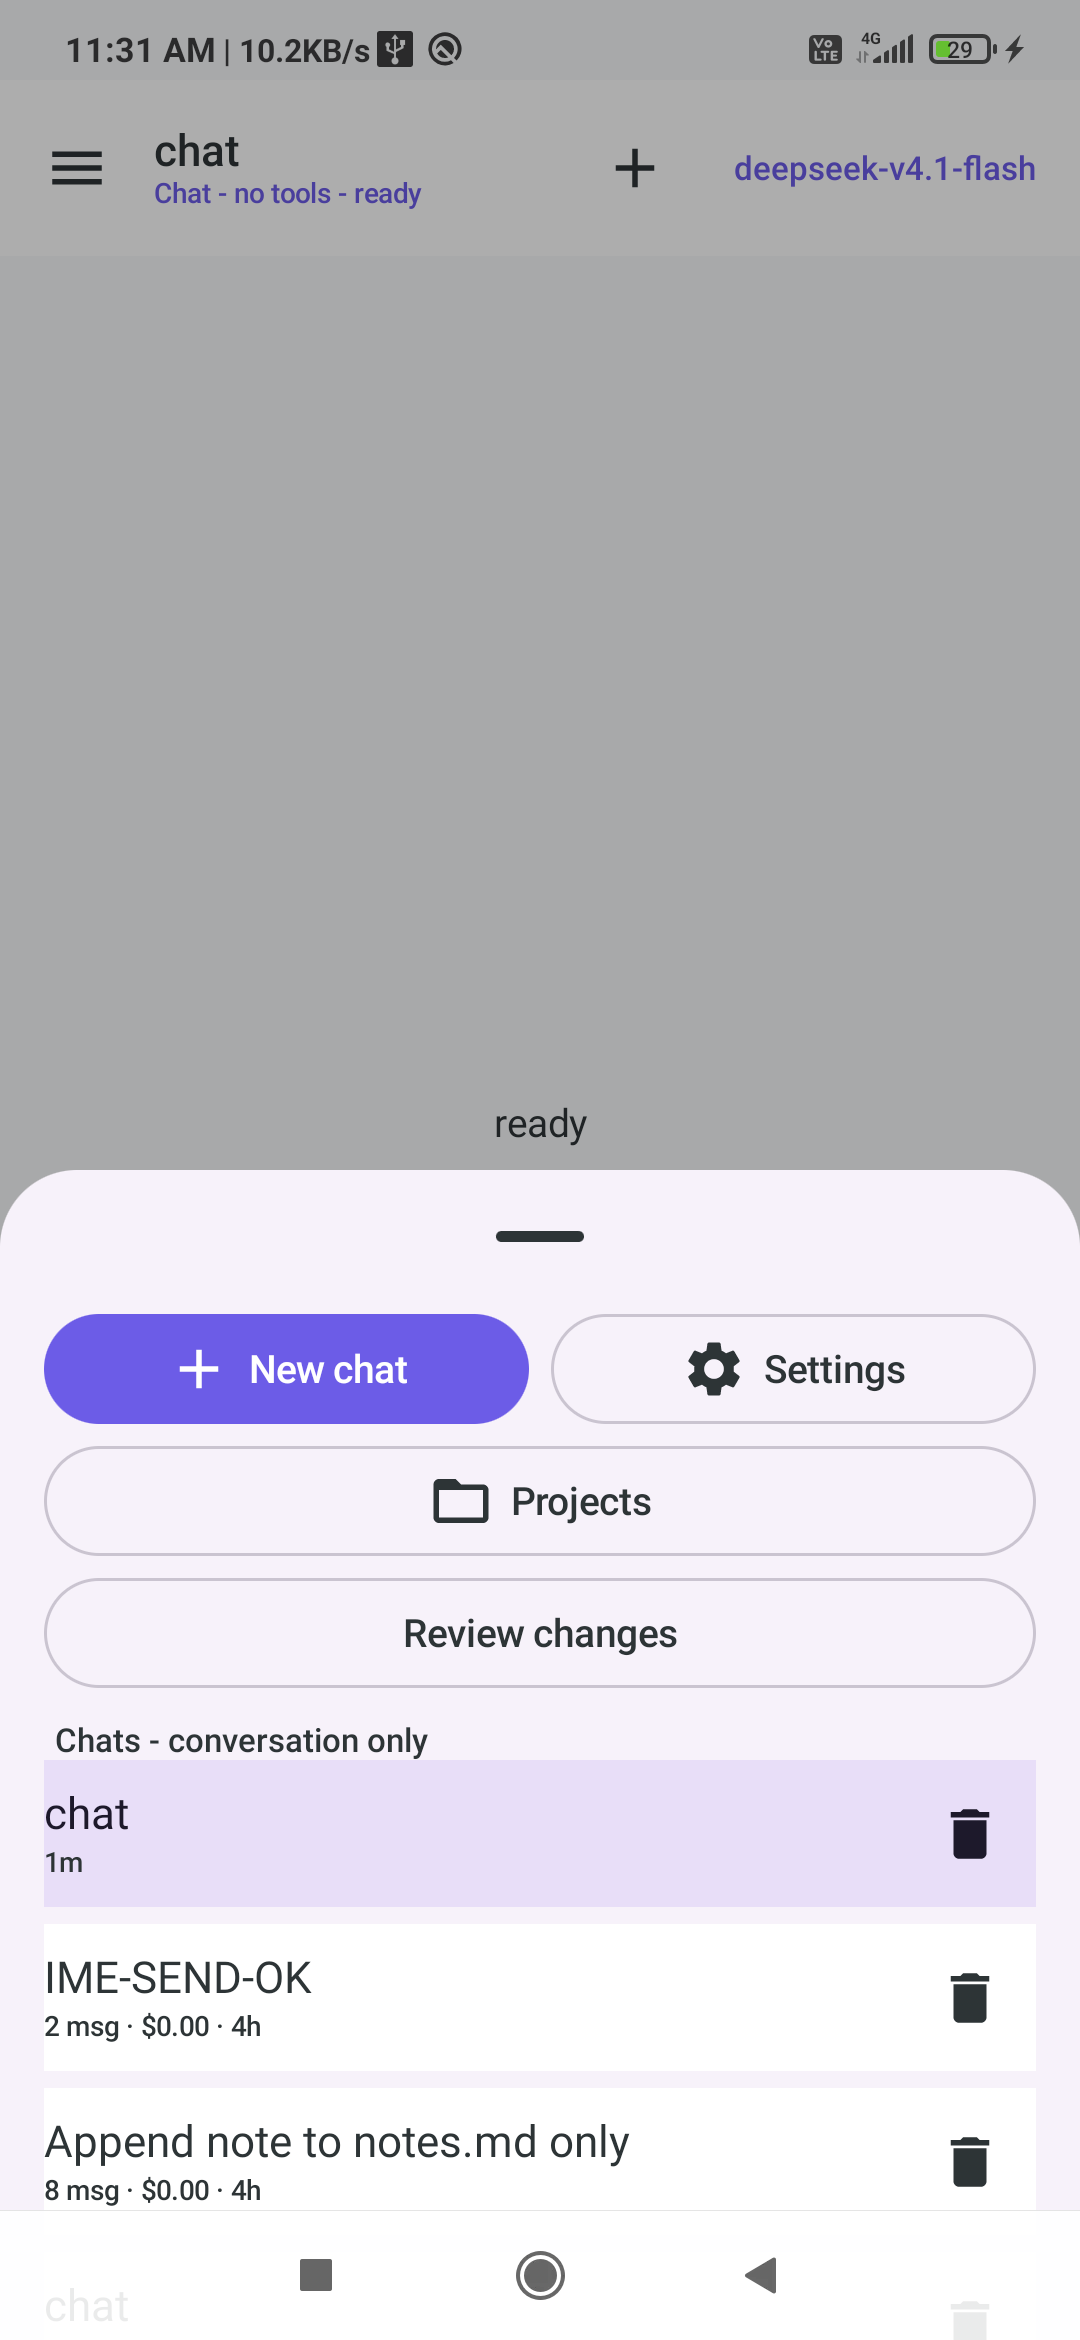 11:31 AM | 10.2KB/s
Vo LTE 4G 29
chat
Chat - no tools - ready
deepseek-v4.1-flash
ready
New chat
Settings
Projects
Review changes
Chats - conversation only
chat
1m
IME-SEND-OK
2 msg · $0.00 · 4h
Append note to notes.md only
8 msg · $0.00 · 4h
chat